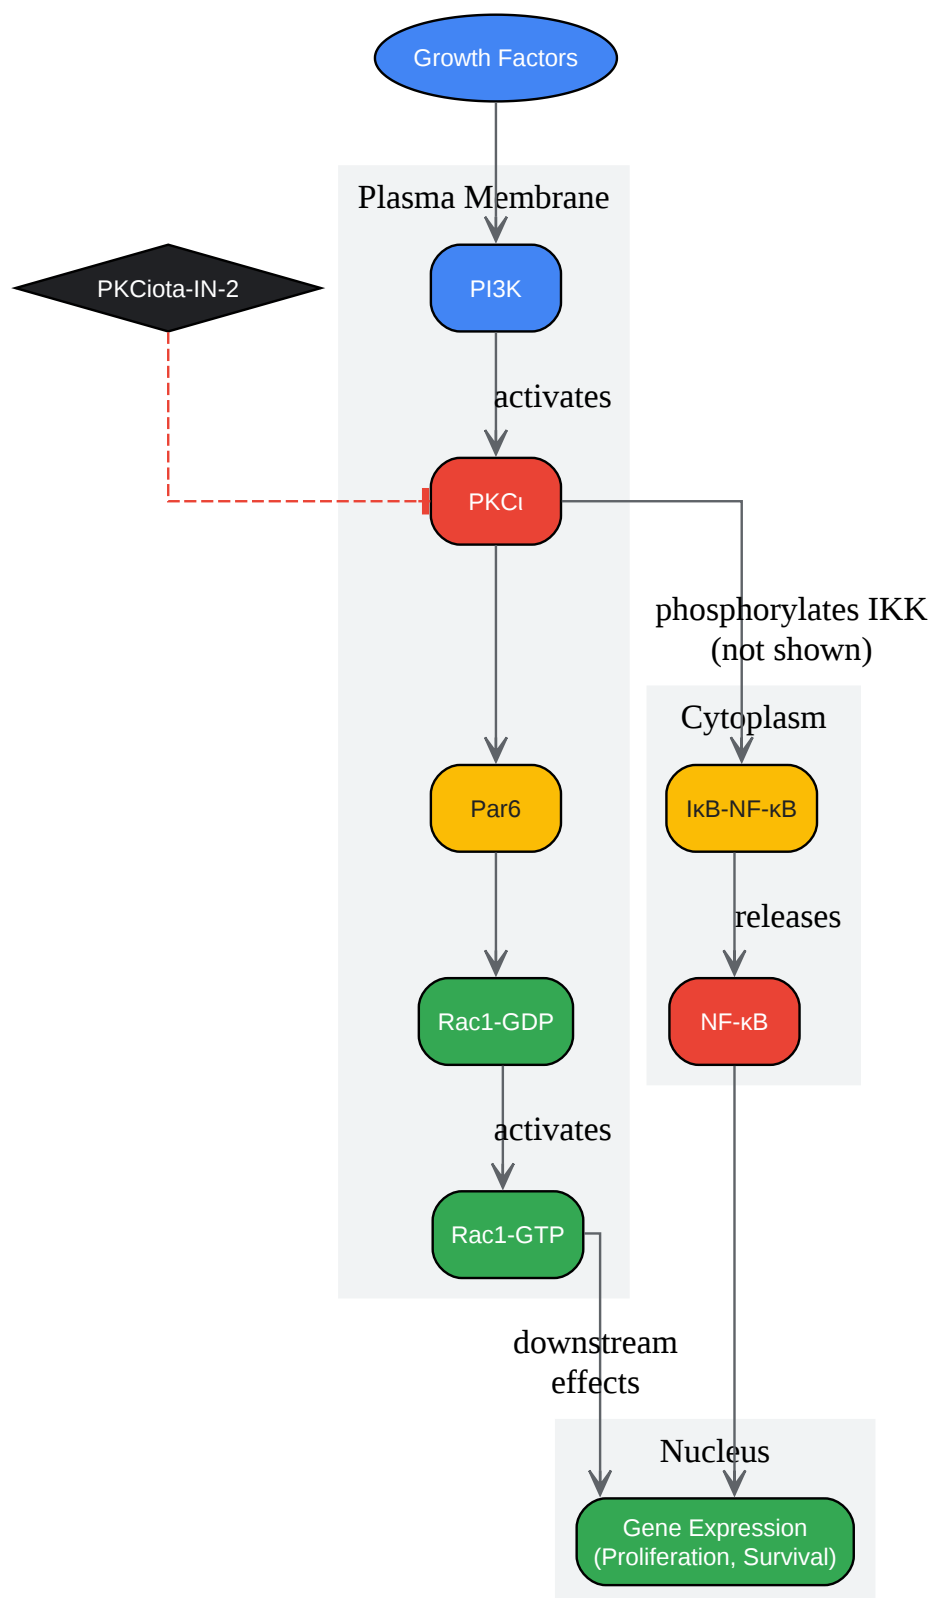 Growth Factors
Plasma Membrane
PKCiota-IN-2
PI3K
activates
PKCι
phosphorylates IKK
(not shown)
Cytoplasm
Par6
IκB-NF-κB
releases
Rac1-GDP
NF-κB
activates
Rac1-GTP
downstream
effects
Nucleus
Gene Expression
(Proliferation, Survival)